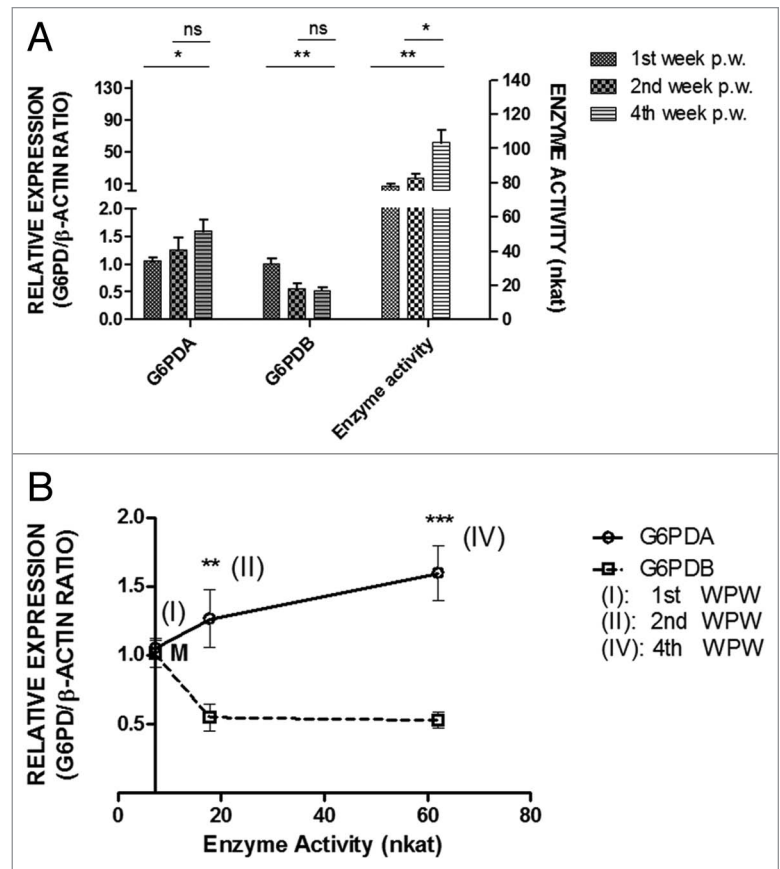 A
ns ns *
* ** **
1st week p.w.
2nd week p.w.
4th week p.w.
RELATIVE EXPRESSION
(G6PD/β-ACTIN RATIO)
130
90
50
10
2.0
1.5
1.0
0.5
0.0
140
120
100
80
60
40
20
0
ENZYME ACTIVITY (nkat)
G6PDA
G6PDB
Enzyme activity
B
RELATIVE EXPRESSION
(G6PD/β-ACTIN RATIO)
2.0
1.5
1.0
0.5
(I)
M
** (II)
*** (IV)
G6PDA
G6PDB
(I): 1st WPW
(II): 2nd WPW
(IV): 4th WPW
0 20 40 60 80
Enzyme Activity (nkat)